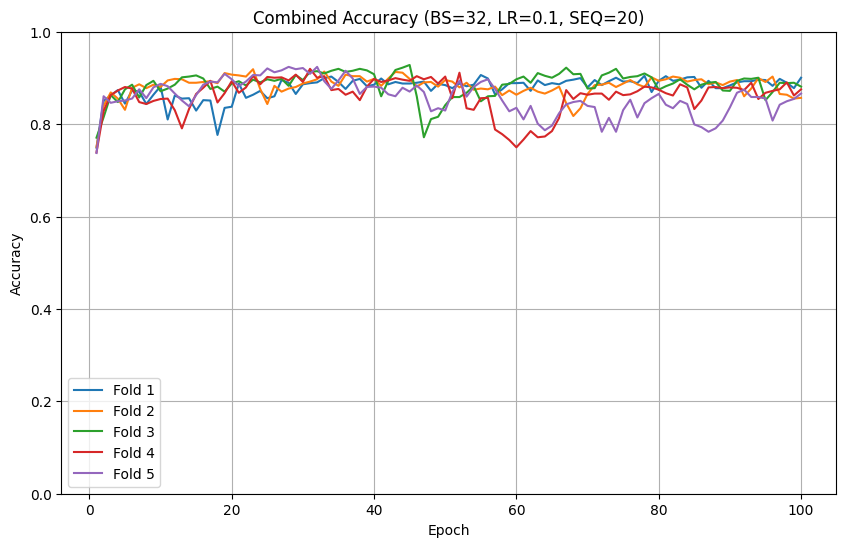 Combined Accuracy (BS=32, LR=0.1, SEQ=20)
1.0
0.8
0.6
0.4
0.2
0.0
Accuracy
Fold 1
Fold 2
Fold 3
Fold 4
Fold 5
0 20 40 60 80 100
Epoch